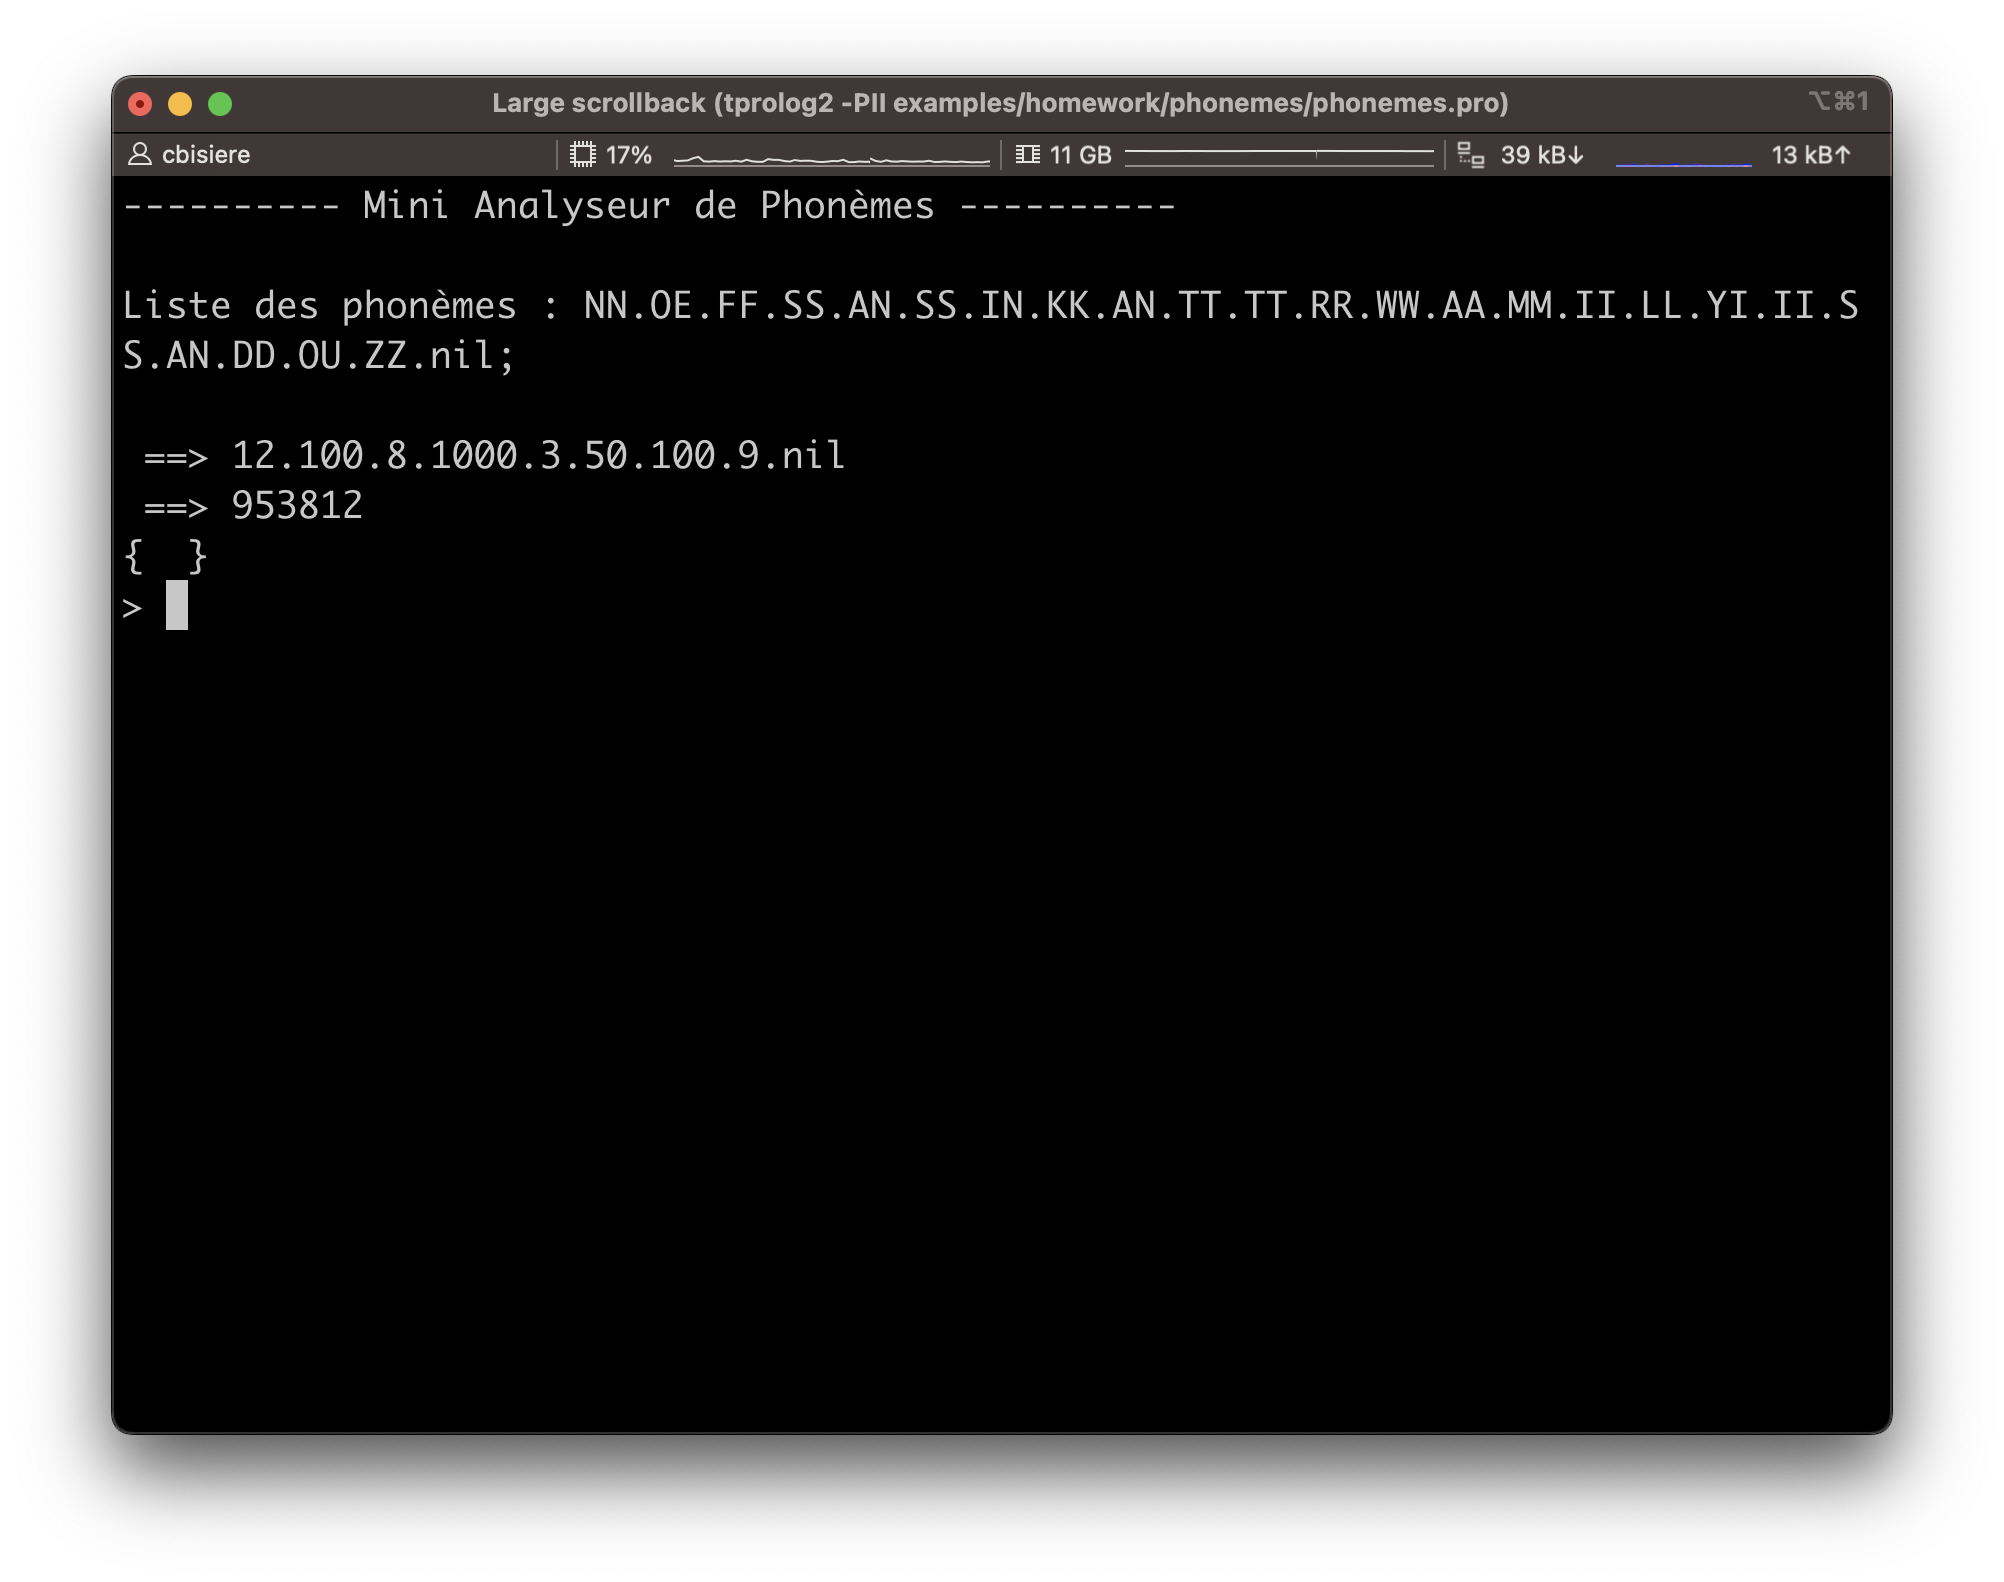 Large scrollback (tprolog2 -PII examples/homework/phonemes/phonemes.pro)
⌥⌘1
cbisiere 17% 11 GB 39 kB↓ 13 kB↑
---------- Mini Analyseur de Phonèmes ----------
Liste des phonèmes : NN.OE.FF.SS.AN.SS.IN.KK.AN.TT.TT.RR.WW.AA.MM.II.LL.YI.II.S
S.AN.DD.OU.ZZ.nil;
==> 12.100.8.1000.3.50.100.9.nil
==> 953812
{  }
>